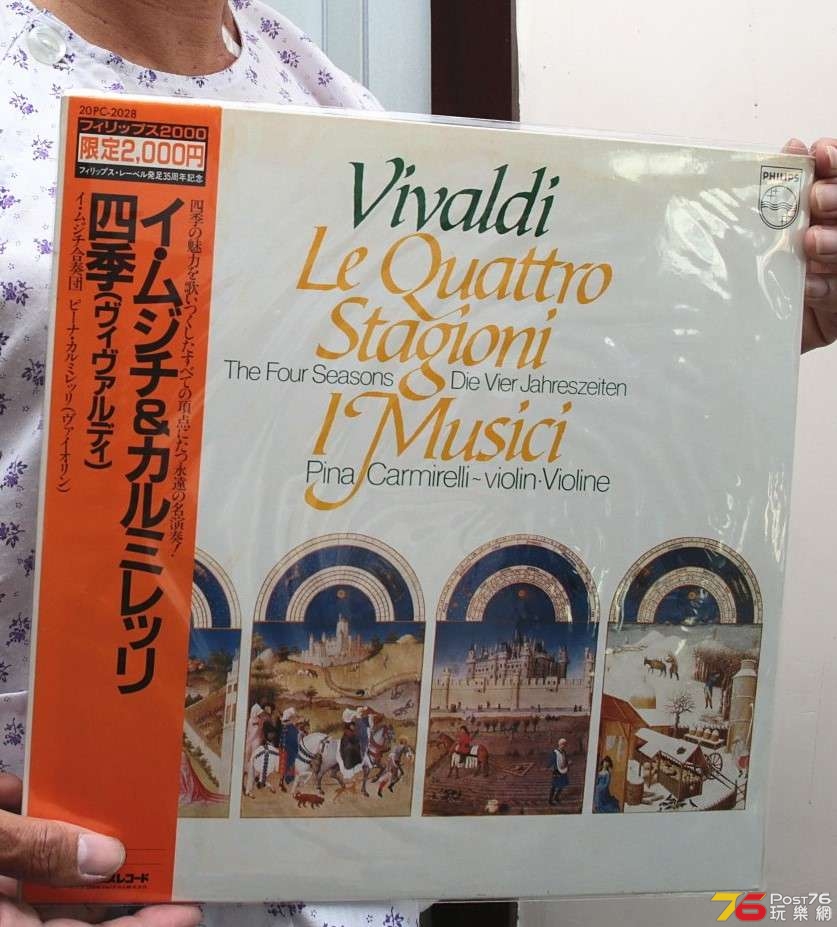 20PC-2028
フィリップス2000
限定2,000円
フィリップス・レーベル発足35周年記念
四季の魅力を歌いつくしたすべての頂点にたつ永遠の名演奏!
イ・ムジチ&カルミレッリ
四季(ヴィヴァルディ)
イ・ムジチ合奏団 ピーナ・カルミレッリ(ヴァイオリン)
レコード
PHILIPS
Vivaldi
Le Quattro
Stagioni
The Four Seasons Die Vier Jahreszeiten
I Musici
Pina Carmirelli~violin·Violine
76 Post76
玩樂網